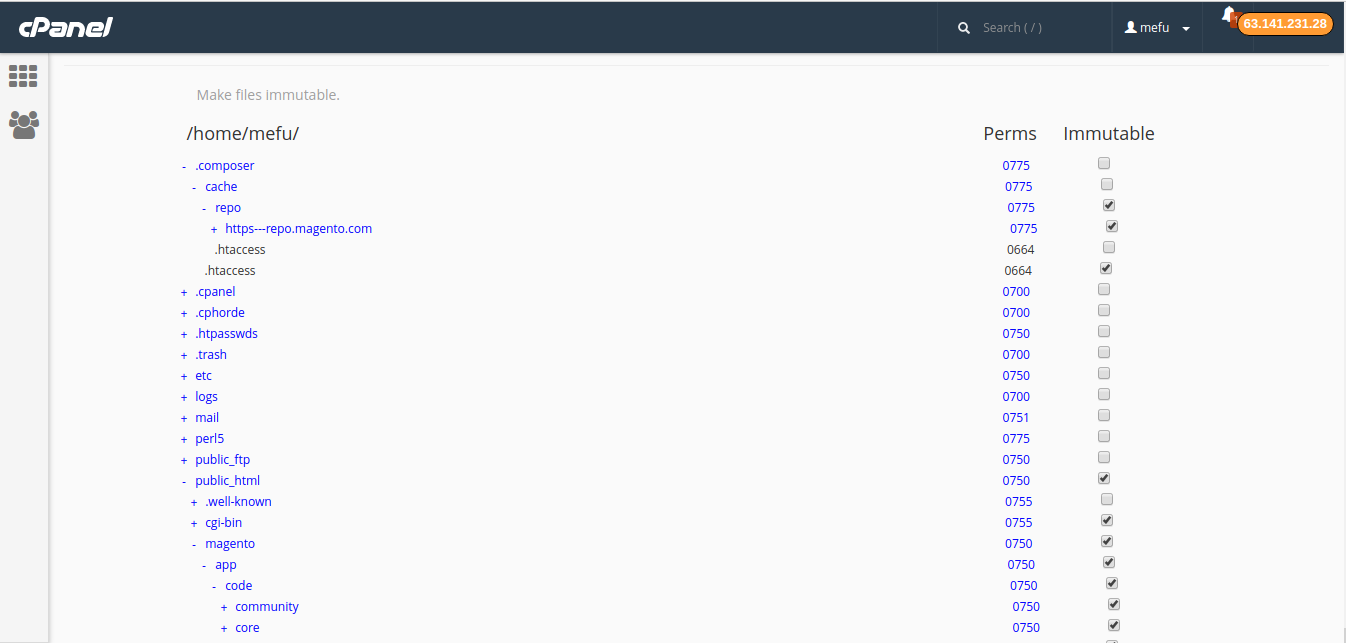 cPanel Search ( / ) mefu 63.141.231.28
Make files immutable.
/home/mefu/ Perms Immutable
- .composer 0775
- cache 0775
- repo 0775
+ https---repo.magento.com 0775
.htaccess 0664
.htaccess 0664
+ .cpanel 0700
+ .cphorde 0700
+ .htpasswds 0750
+ .trash 0700
+ etc 0750
+ logs 0700
+ mail 0751
+ perl5 0775
+ public_ftp 0750
- public_html 0750
+ .well-known 0755
+ cgi-bin 0755
- magento 0750
- app 0750
- code 0750
+ community 0750
+ core 0750